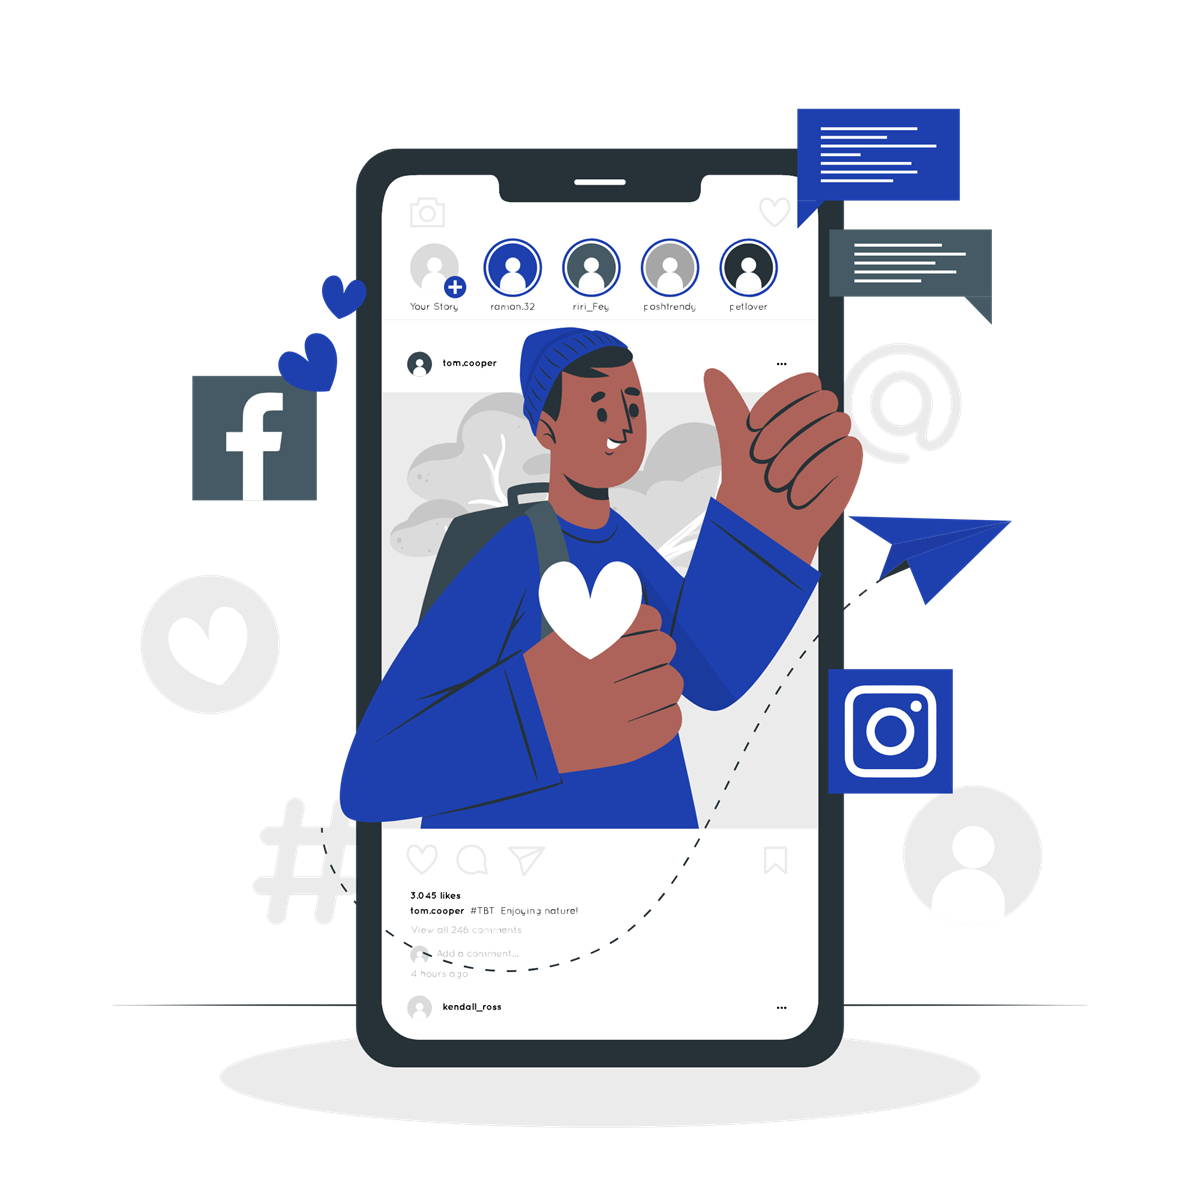 Your Story
ramon.32
riri_Fey
poshtrendy
petlover
tom.cooper
f
@
#
3.045 likes
tom.cooper #TBT Enjoying nature!
View all 246 comments
Add a comment...
4 hours ago
kendall_ross